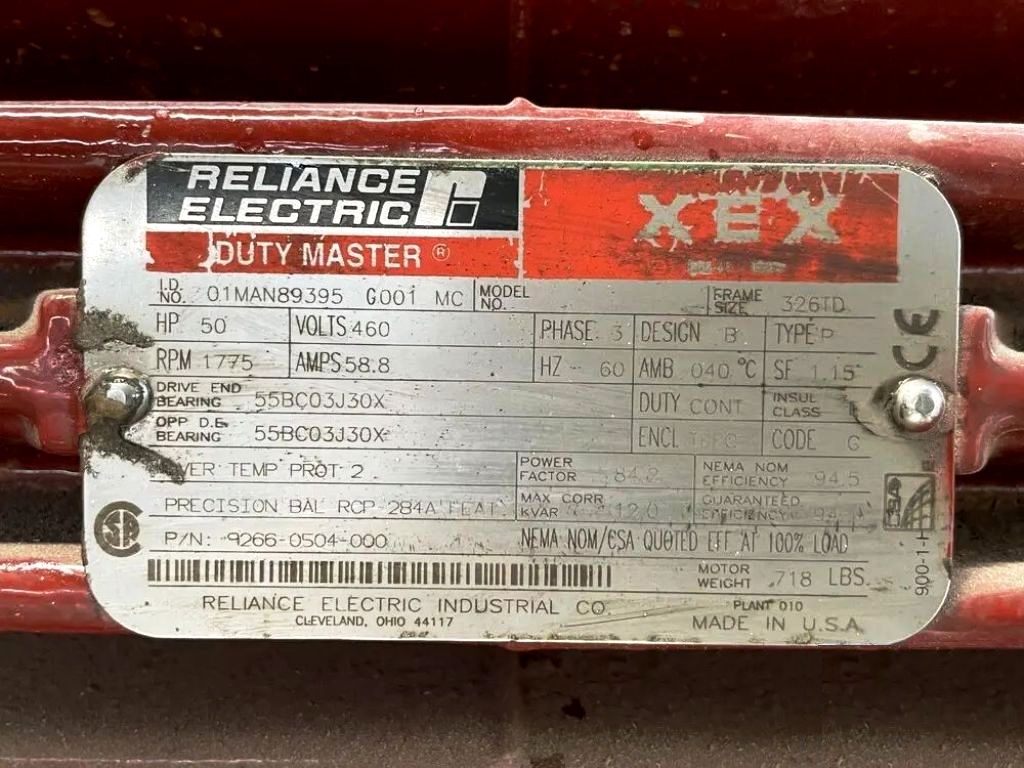 RELIANCE
ELECTRIC
XEX
DUTY MASTER ®
I.D. NO. 01MAN89395 G001 MC MODEL NO. FRAME SIZE 326TD
HP 50 VOLTS 460 PHASE 3 DESIGN B TYPE P
RPM 1775 AMPS 58.8 HZ 60 AMB 040 °C SF 1.15
CE
DRIVE END BEARING 55BC03J30X DUTY CONT INSUL CLASS
OPP D.E. BEARING 55BC03J30X ENCL CODE G
OVER TEMP PROT 2 POWER FACTOR 84.2 NEMA NOM EFFICIENCY 94.5
PRECISION BAL RCP 284A FEAT MAX CORR KVAR 12.0 GUARANTEED EFFICIENCY
P/N: 9266-0504-000 NEMA NOM/CSA QUOTED EFF AT 100% LOAD
MOTOR WEIGHT 718 LBS.
RELIANCE ELECTRIC INDUSTRIAL CO. PLANT 010
CLEVELAND, OHIO 44117 MADE IN U.S.A.